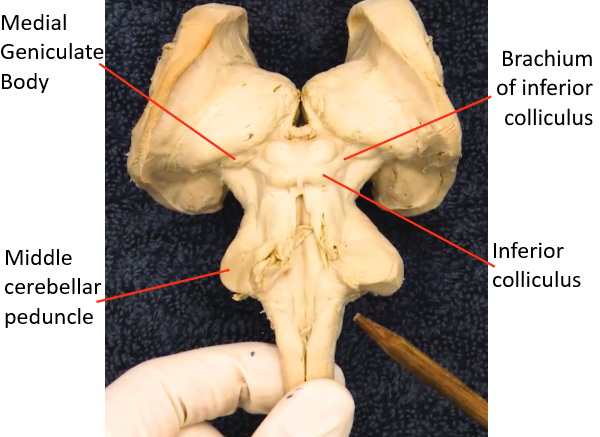 Medial
Geniculate
Body
Brachium
of inferior
colliculus
Middle
cerebellar
peduncle
Inferior
colliculus